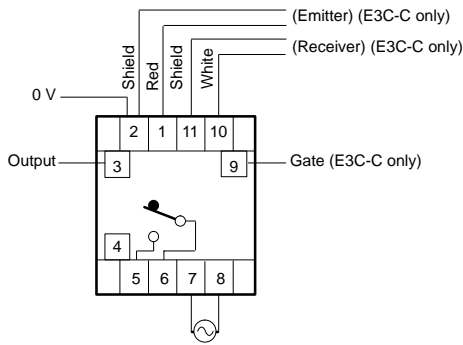 (Emitter) (E3C-C only)
(Receiver) (E3C-C only)
Shield
Red
Shield
White
0 V
2
1
11
10
Output
3
9
Gate (E3C-C only)
4
5
6
7
8